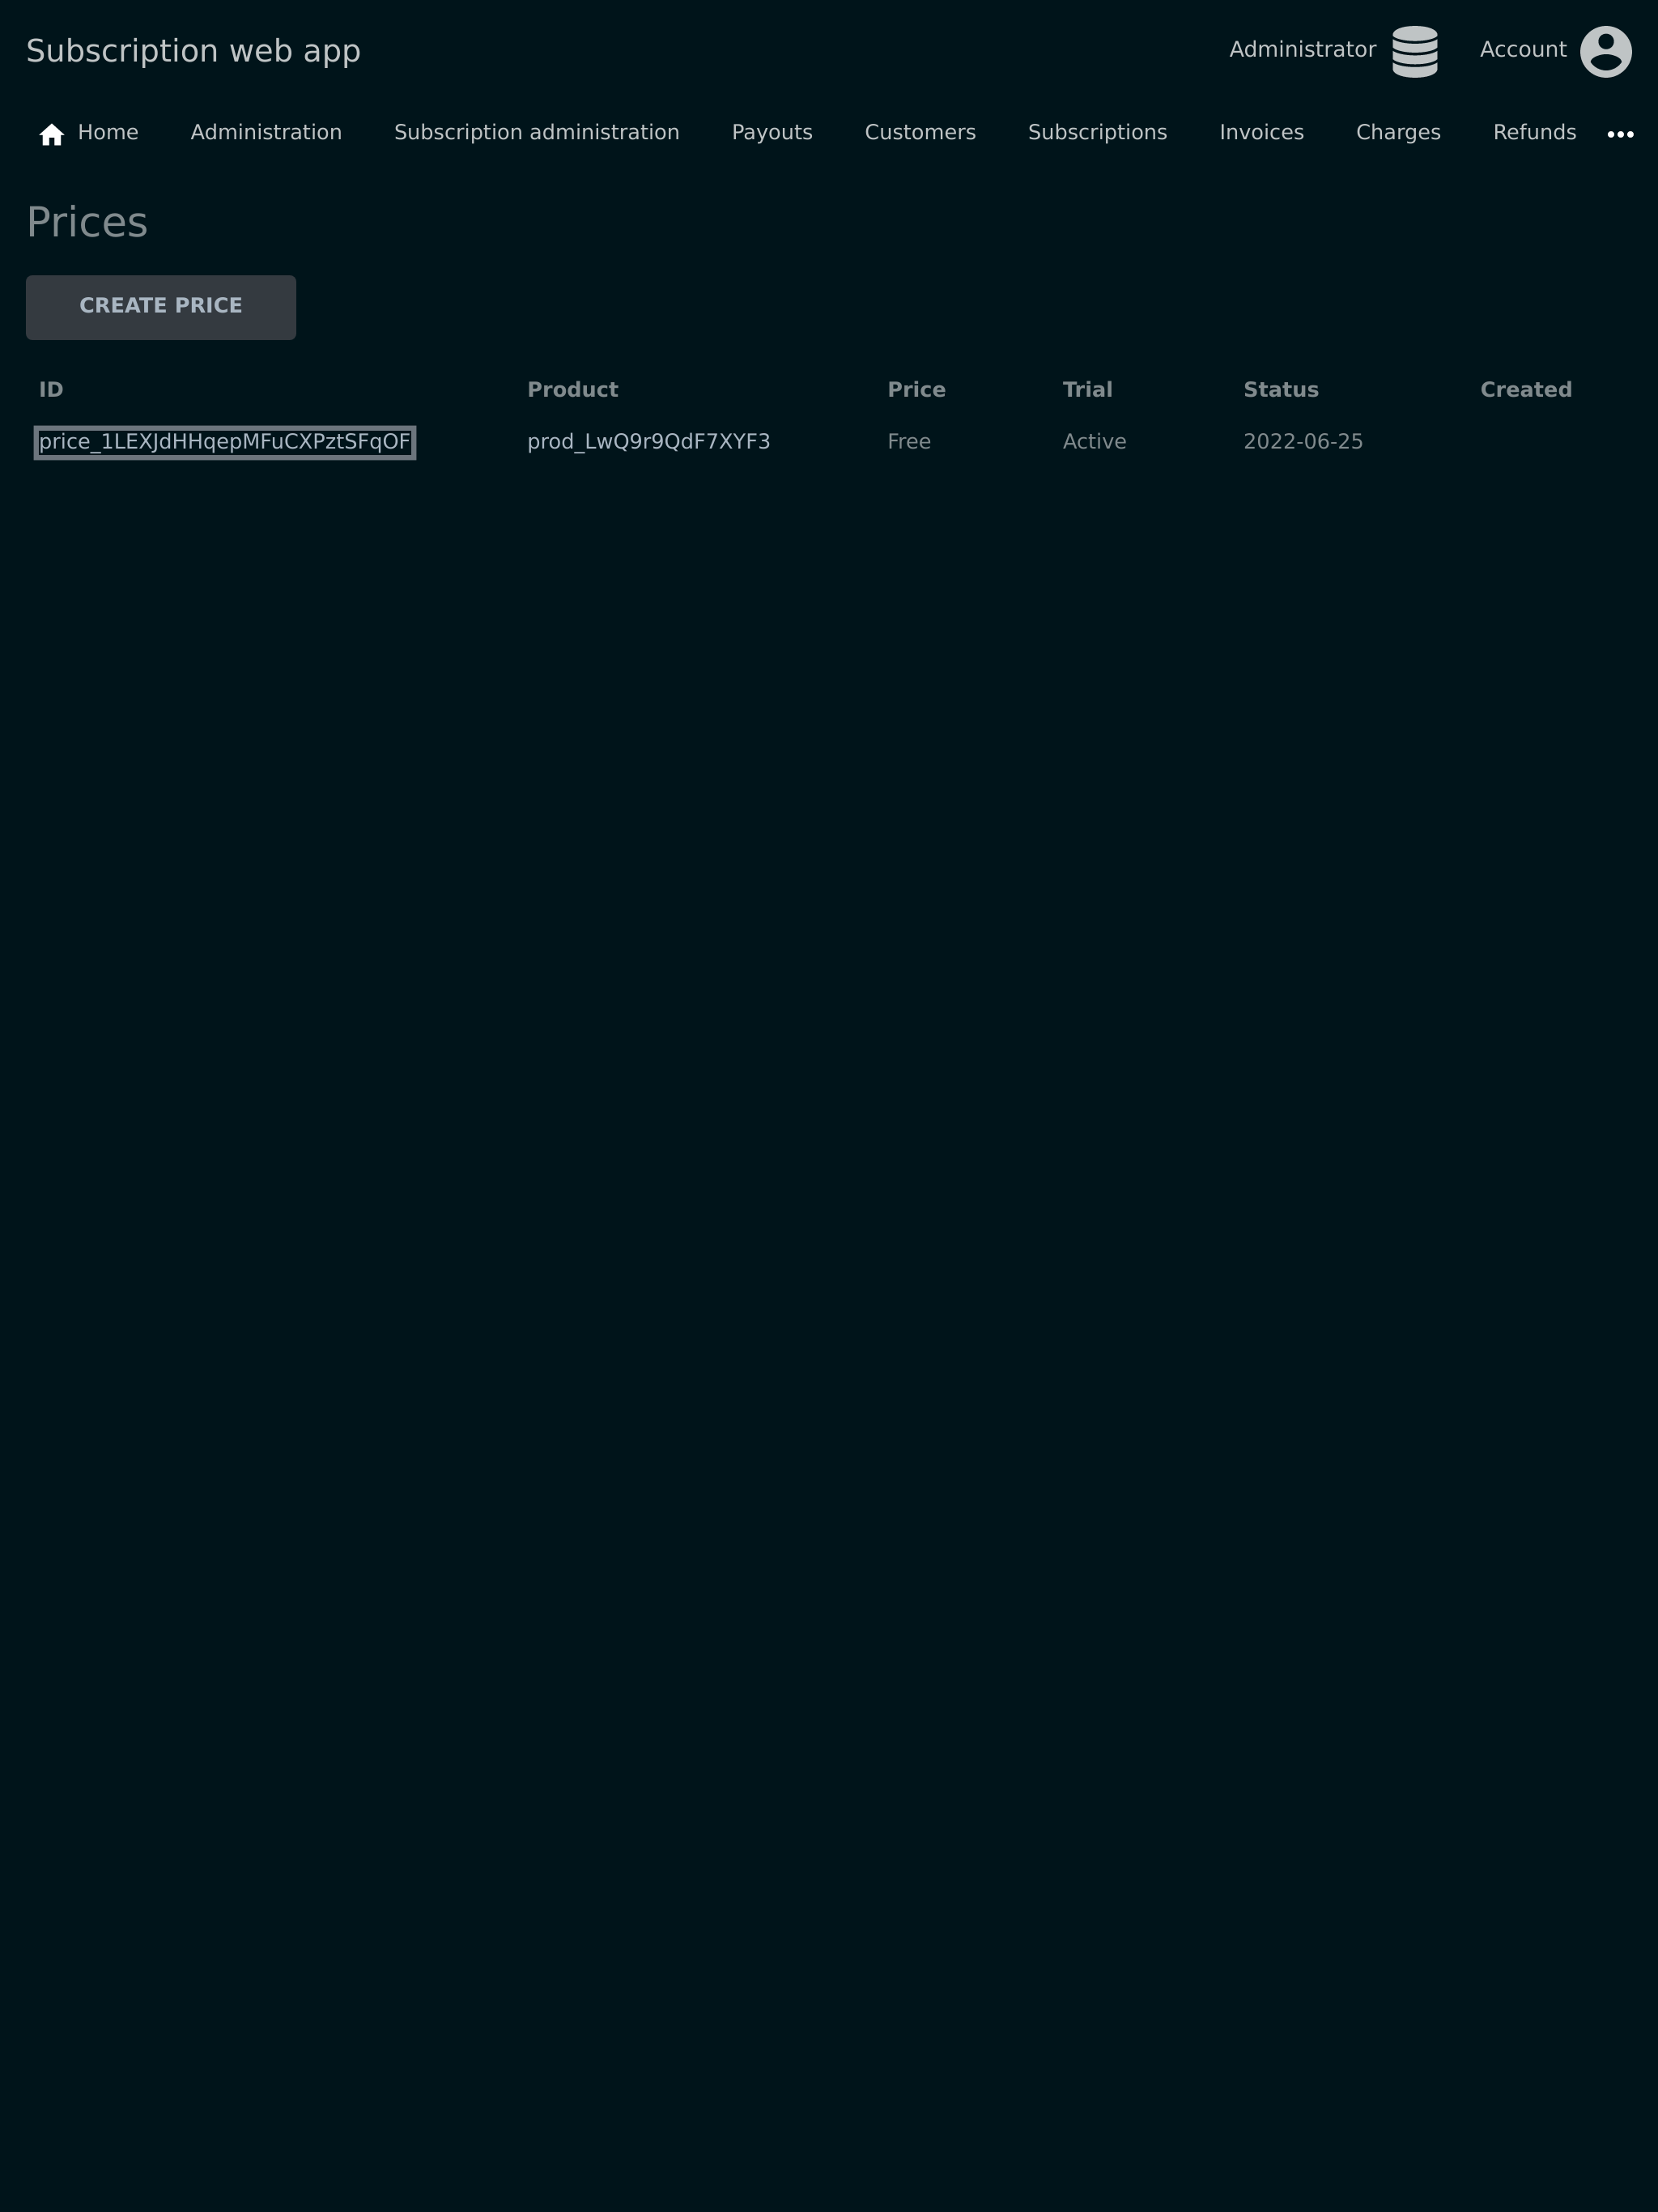 Subscription web app Administrator Account
Home Administration Subscription administration Payouts Customers Subscriptions Invoices Charges Refunds
Prices
CREATE PRICE
ID Product Price Trial Status Created
price_1LEXJdHHqepMFuCXPztSFqOF prod_LwQ9r9QdF7XYF3 Free Active 2022-06-25